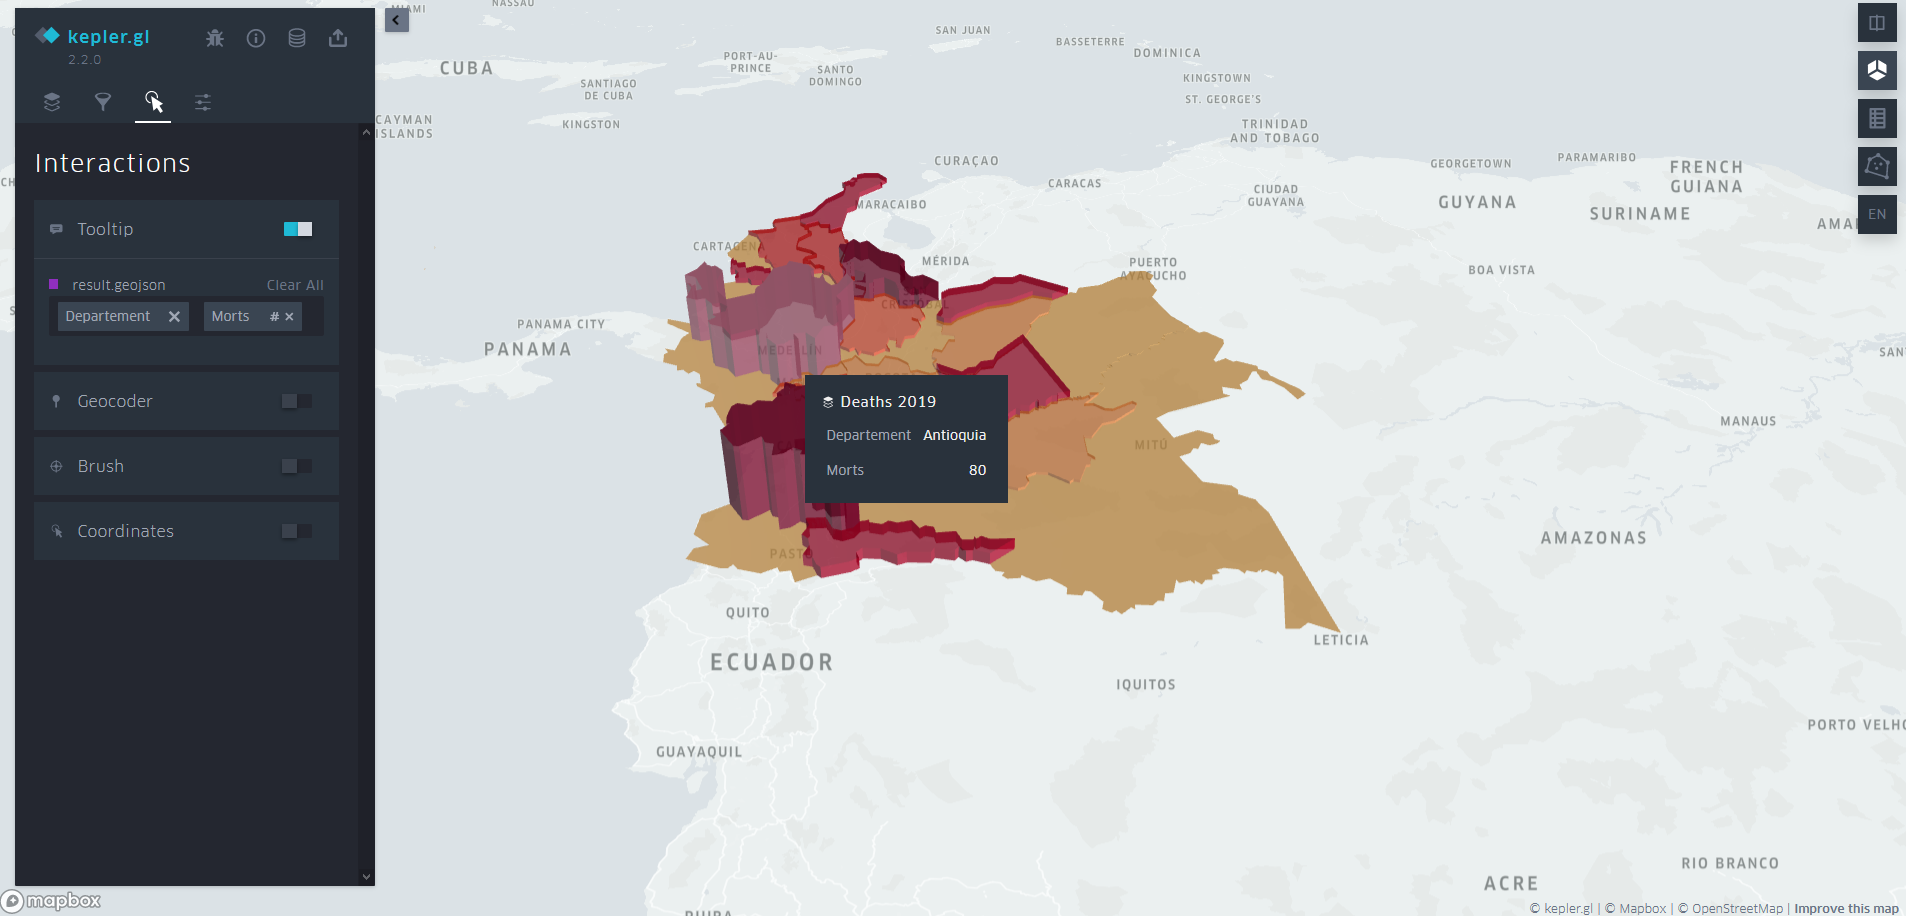 kepler.gl
2.2.0
Interactions
Tooltip
result.geojson
Clear All
Departement
Morts #
Geocoder
Brush
Coordinates
EN
MIAMI
NASSAU
CUBA
SAN JUAN
BASSETERRE
DOMINICA
PORT-AU-
PRINCE
SANTO
DOMINGO
SANTIAGO
DE CUBA
KINGSTOWN
ST. GEORGE'S
CAYMAN
ISLANDS
KINGSTON
TRINIDAD
AND TOBAGO
CURAÇAO
GEORGETOWN
PARAMARIBO
FRENCH
GUIANA
CARACAS
CIUDAD
GUAYANA
MARACAIBO
GUYANA
SURINAME
AMA
CARTAGENA
MÉRIDA
PUERTO
AYACUCHO
BOA VISTA
SAN
CRISTÓBAL
PANAMA CITY
PANAMA
MEDELLÍN
SAN
Deaths 2019
Departement Antioquia
Morts 80
MITÚ
MANAUS
PASTO
AMAZONAS
QUITO
ECUADOR
LETICIA
IQUITOS
GUAYAQUIL
PORTO VELHO
RIO BRANCO
ACRE
PIURA
mapbox
© kepler.gl | © Mapbox | © OpenStreetMap | Improve this map